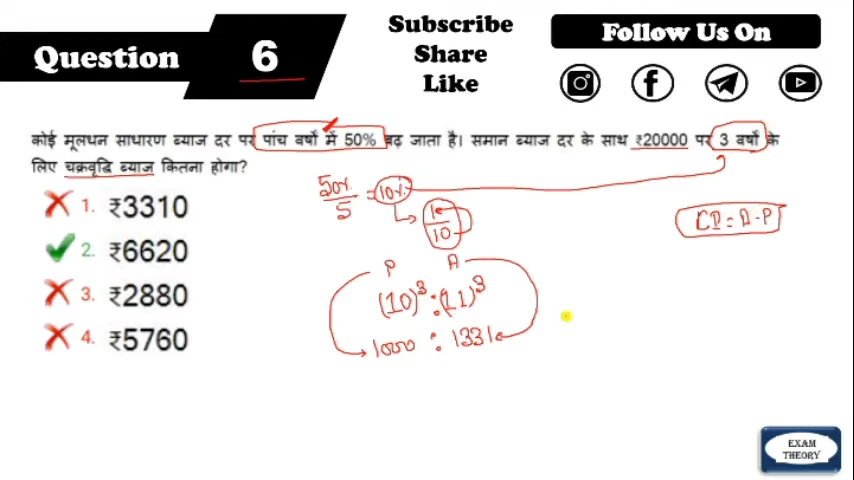 Question 6
Subscribe
Share
Like
Follow Us On
कोई मूलधन साधारण ब्याज दर पर पांच वर्षों में 50% बढ़ जाता है। समान ब्याज दर के साथ ₹20000 पर 3 वर्षों के
लिए चक्रवृद्धि ब्याज कितना होगा?
1. ₹3310
2. ₹6620
3. ₹2880
4. ₹5760
50%/5 = 10%
1/10
CI = A - P
P A
(10)³ : (11)³
1000 : 1331
EXAM
THEORY